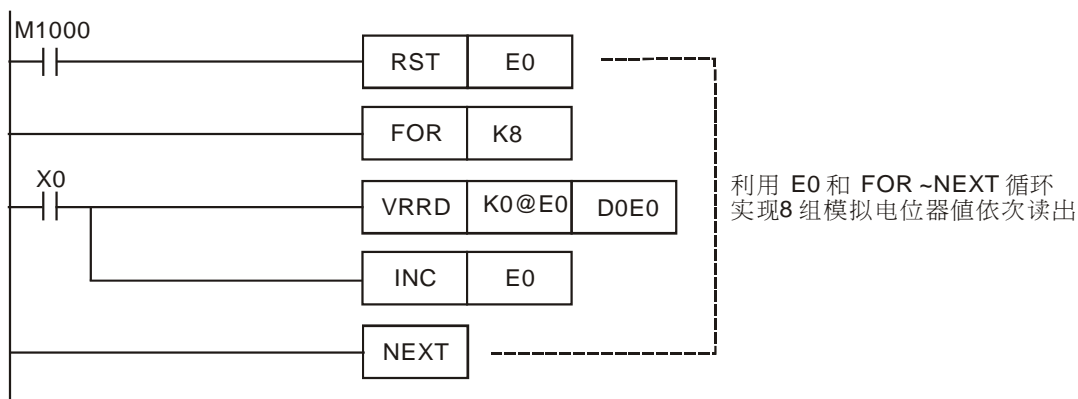 M1000
RST E0
FOR K8
X0
VRRD K0@E0 D0E0
利用 E0 和 FOR ~NEXT 循环
实现8 组模拟电位器值依次读出
INC E0
NEXT